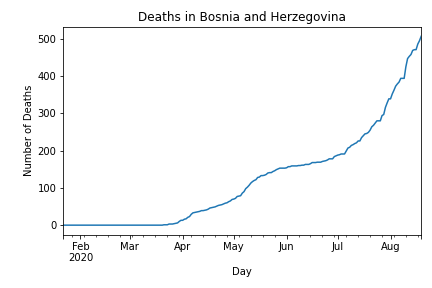 Deaths in Bosnia and Herzegovina
500
400
300
200
100
0
Number of Deaths
Feb Mar Apr May Jun Jul Aug
2020
Day